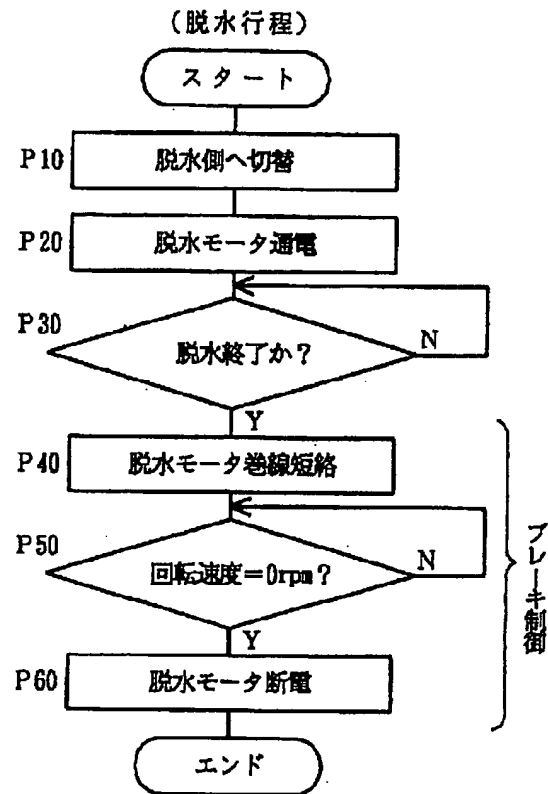 (脱水行程)
スタート
P10 脱水側へ切替
P20 脱水モータ通電
P30 脱水終了か?
N
Y
P40 脱水モータ巻線短絡
P50 回転速度=0rpm?
N
Y
P60 脱水モータ断電
エンド
ブレーキ制御